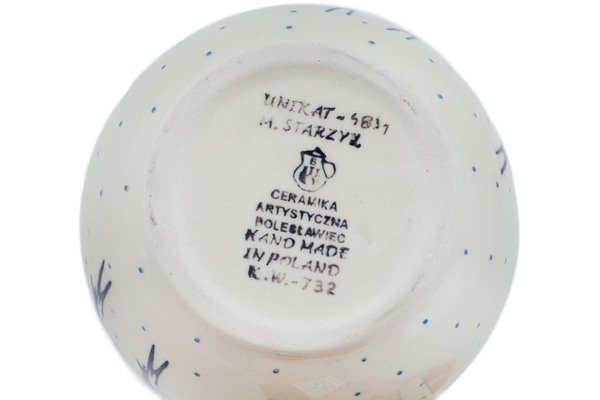 UNIKAT - 4831
M. STARZYK
B
CERAMIKA
ARTYSTYCZNA
BOLESŁAWIEC
HAND MADE
IN POLAND
K.W.-732